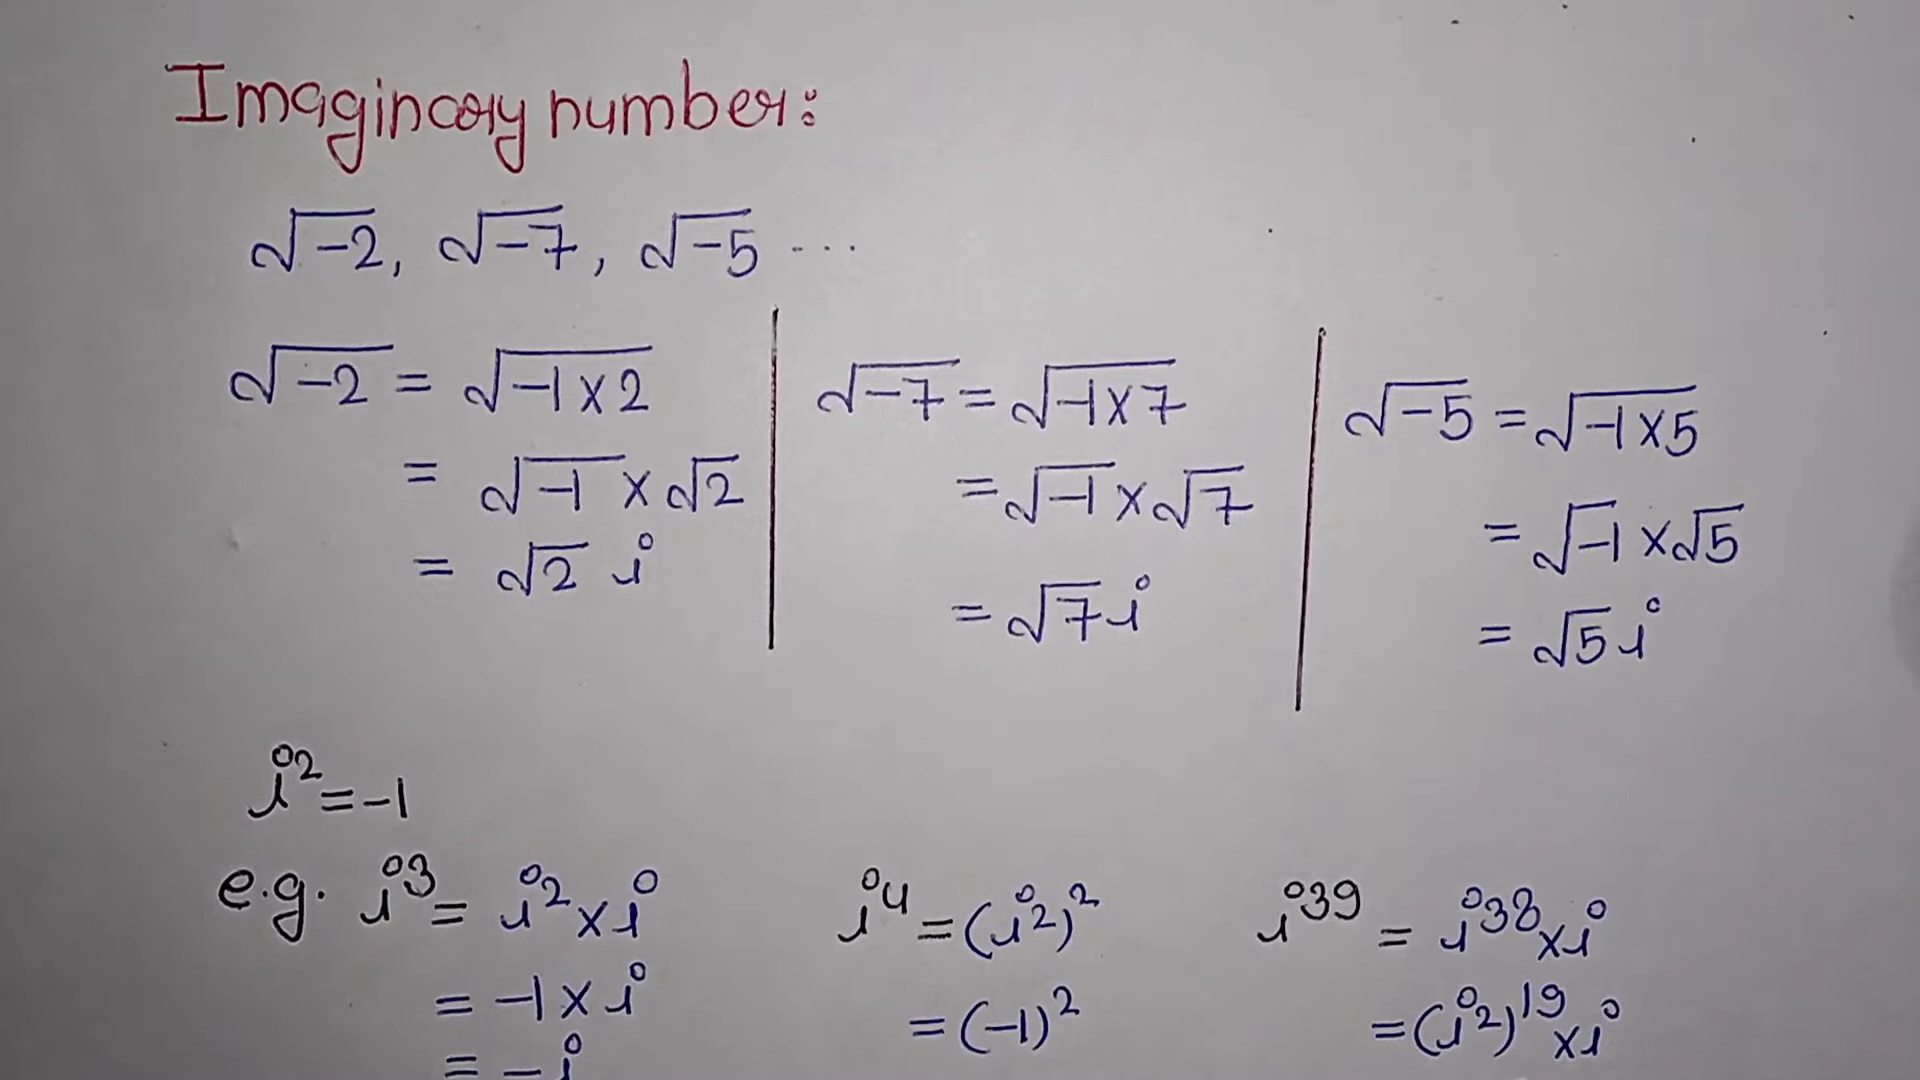 Imaginary number:
√-2, √-7, √-5 ...
√-2 = √-1×2
= √-1 × √2
= √2 i
√-7 = √-1×7
= √-1 × √7
= √7 i
√-5 = √-1×5
= √-1 × √5
= √5 i
i² = -1
e.g. i³ = i² × i
= -1 × i
= -i
i⁴ = (i²)²
= (-1)²
i³⁹ = i³⁸ × i
= (i²)¹⁹ × i